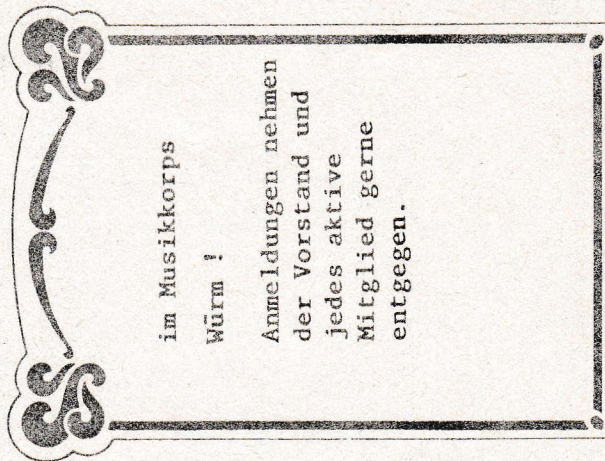 im Musikkorps
Würm !
Anmeldungen nehmen
der Vorstand und
jedes aktive
Mitglied gerne
entgegen.